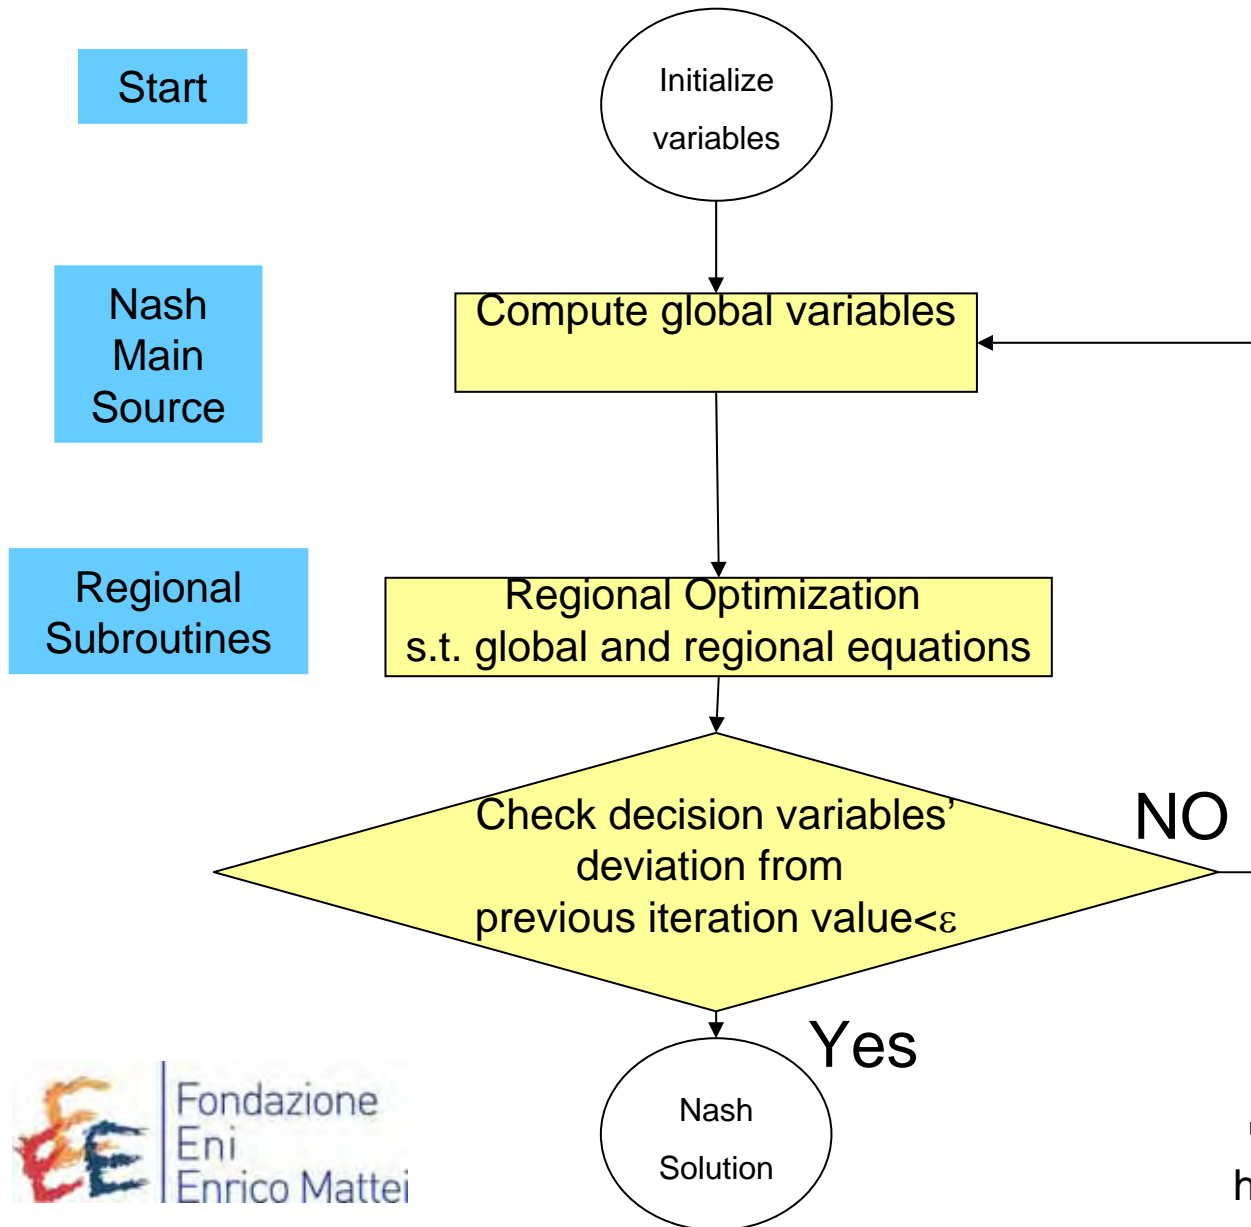 Start
Initialize
variables
Nash
Main
Source
Compute global variables
Regional
Subroutines
Regional Optimization
s.t. global and regional equations
Check decision variables’
deviation from
previous iteration value<ε
NO
Yes
Nash
Solution
Fondazione
Eni
Enrico Mattei
h